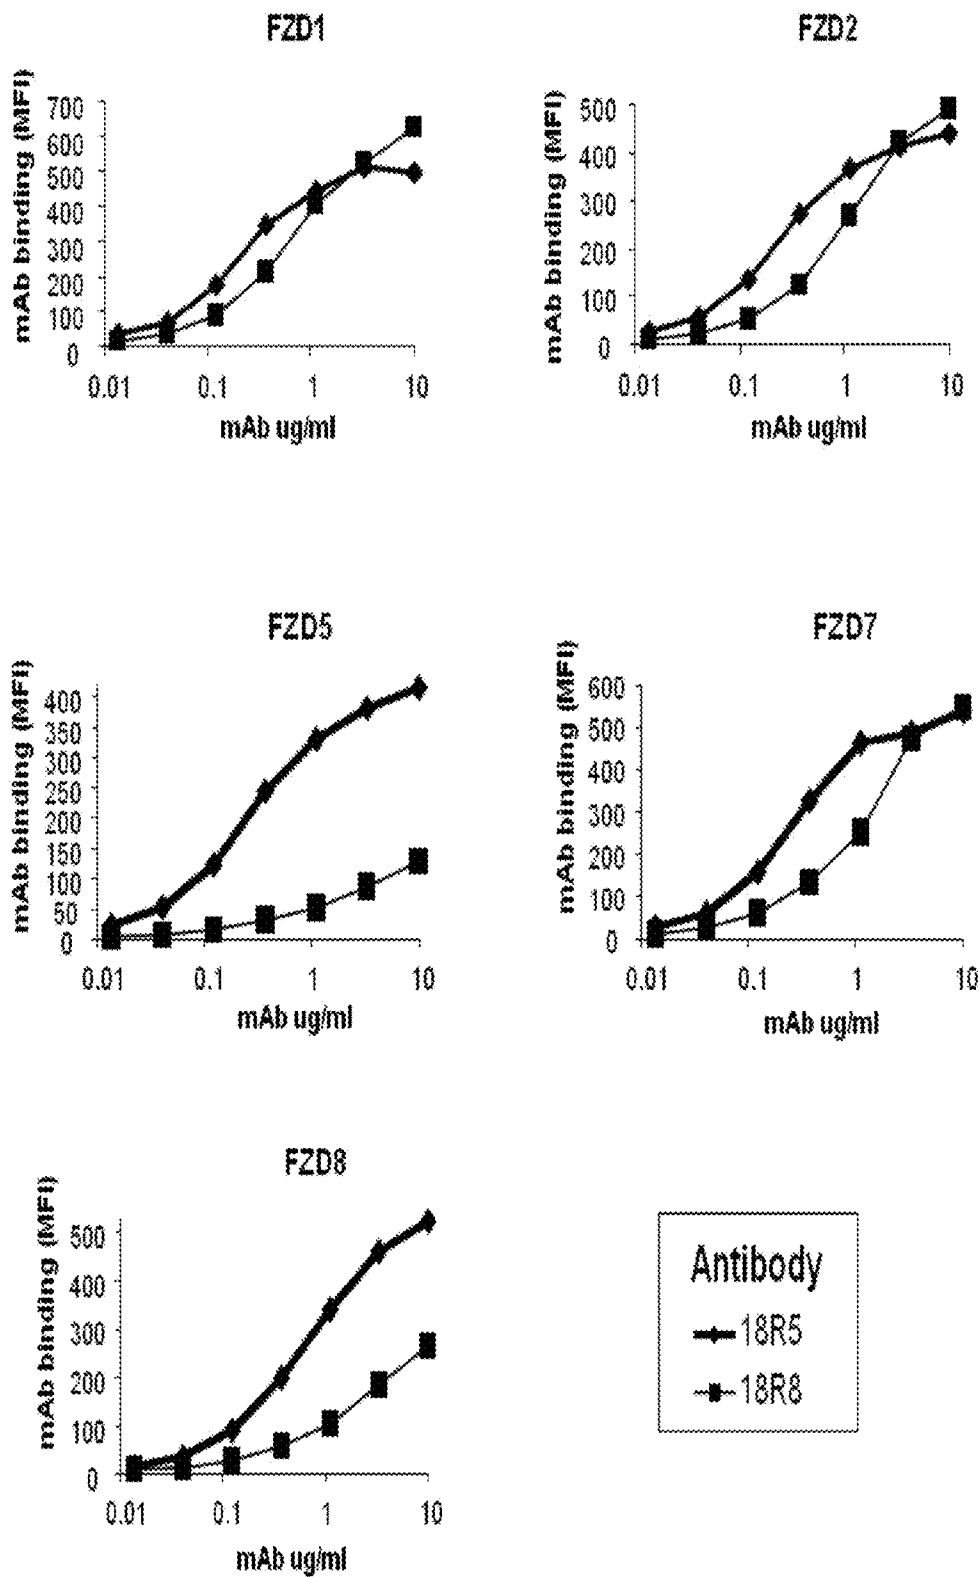 FZD1
mAb binding (MFI)
700
600
500
400
300
200
100
0
0.01 0.1 1 10
mAb ug/ml
FZD2
mAb binding (MFI)
500
400
300
200
100
0
0.01 0.1 1 10
mAb ug/ml
FZD5
mAb binding (MFI)
400
350
300
250
200
150
100
50
0
0.01 0.1 1 10
mAb ug/ml
FZD7
mAb binding (MFI)
600
500
400
300
200
100
0
0.01 0.1 1 10
mAb ug/ml
FZD8
mAb binding (MFI)
500
400
300
200
100
0
0.01 0.1 1 10
mAb ug/ml
Antibody
18R5
18R8